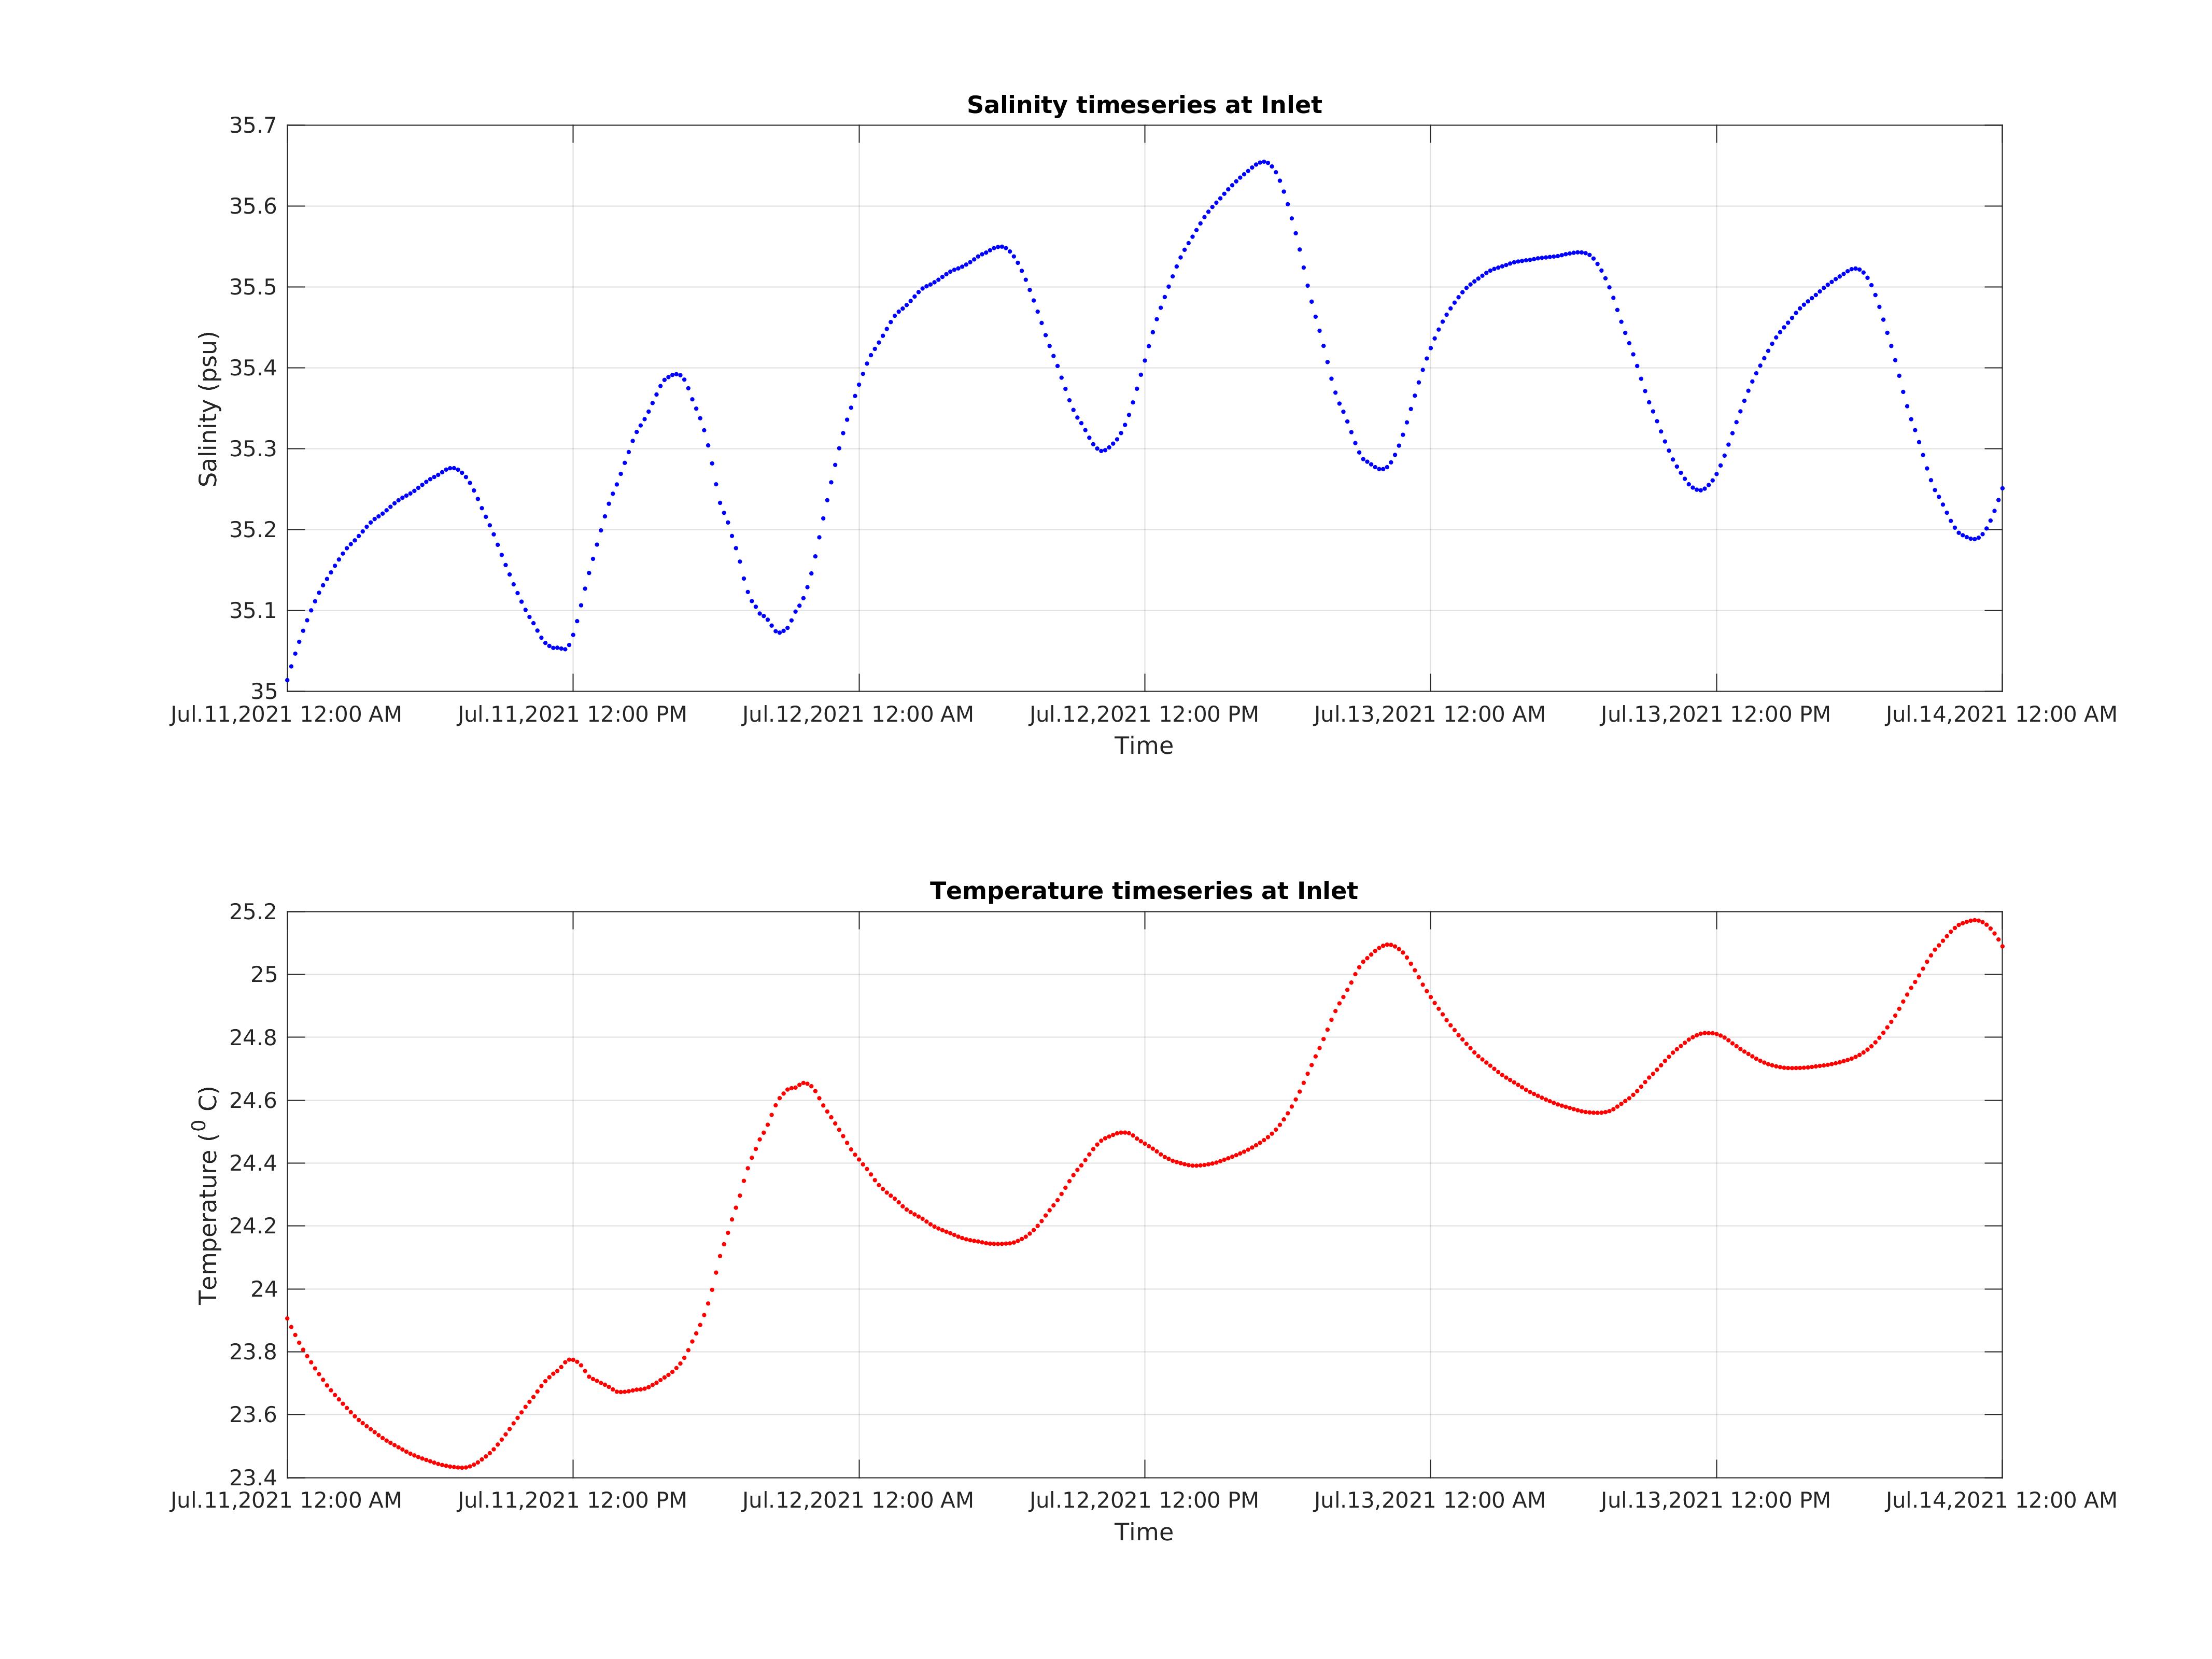 Salinity timeseries at Inlet
35.7
35.6
35.5
35.4
35.3
35.2
35.1
35
Salinity (psu)
Jul.11,2021 12:00 AM Jul.11,2021 12:00 PM Jul.12,2021 12:00 AM Jul.12,2021 12:00 PM Jul.13,2021 12:00 AM Jul.13,2021 12:00 PM Jul.14,2021 12:00 AM
Time
Temperature timeseries at Inlet
25.2
25
24.8
24.6
24.4
24.2
24
23.8
23.6
23.4
Temperature (⁰ C)
Jul.11,2021 12:00 AM Jul.11,2021 12:00 PM Jul.12,2021 12:00 AM Jul.12,2021 12:00 PM Jul.13,2021 12:00 AM Jul.13,2021 12:00 PM Jul.14,2021 12:00 AM
Time